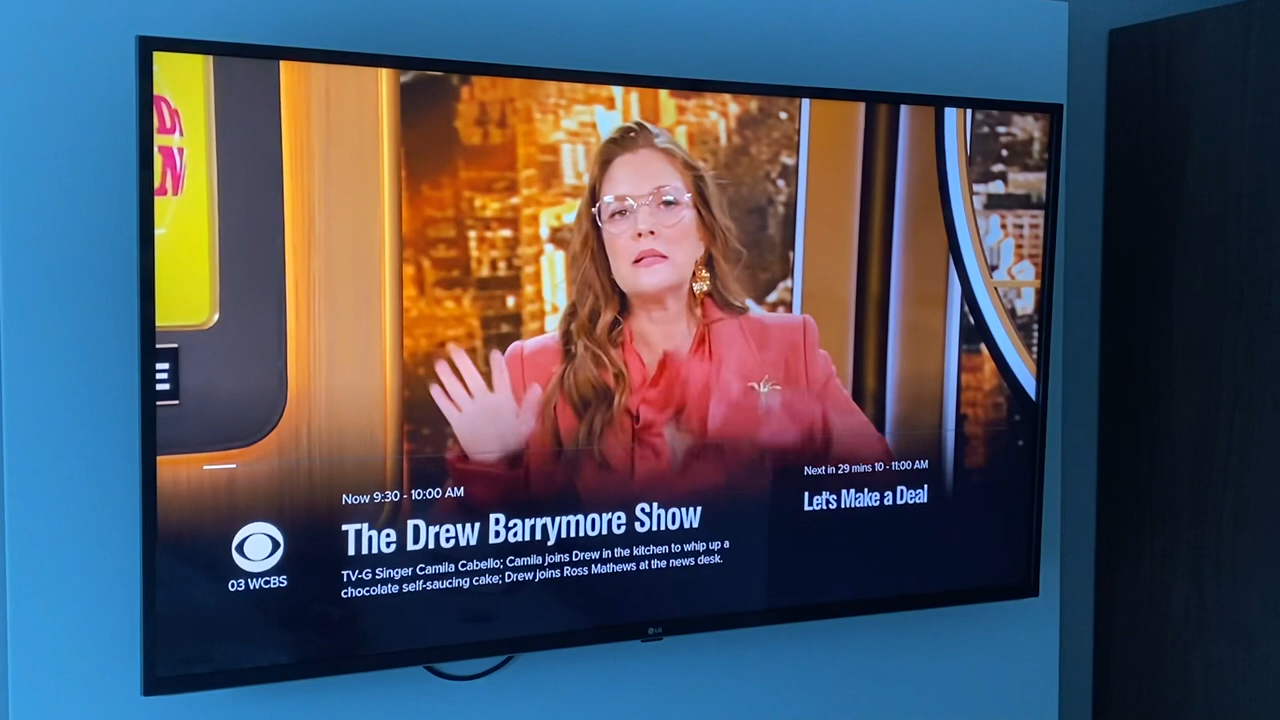 E
Now 9:30 - 10:00 AM
The Drew Barrymore Show
TV-G Singer Camila Cabello; Camila joins Drew in the kitchen to whip up a
chocolate self-saucing cake; Drew joins Ross Mathews at the news desk.
03 WCBS
Next in 29 mins 10 - 11:00 AM
Let's Make a Deal
LG